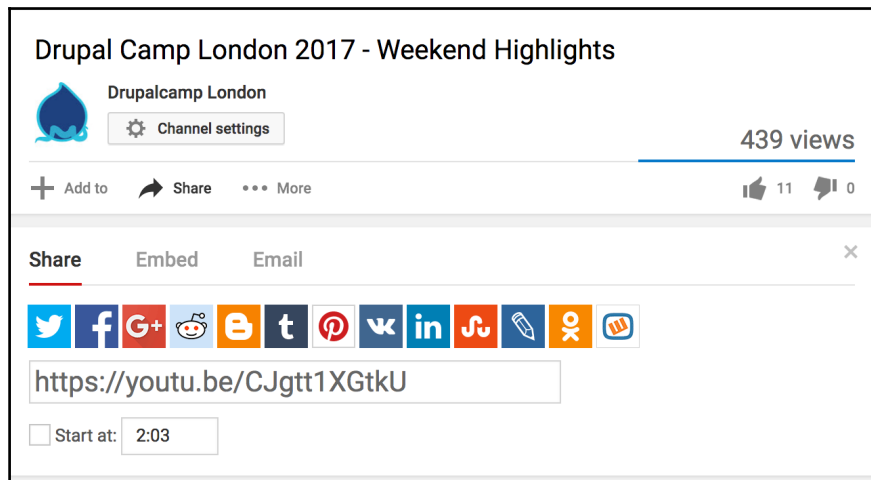 Drupal Camp London 2017 - Weekend Highlights
Drupalcamp London
Channel settings
439 views
Add to Share More 11 0
Share Embed Email
G+ t in
https://youtu.be/CJgtt1XGtkU
Start at: 2:03